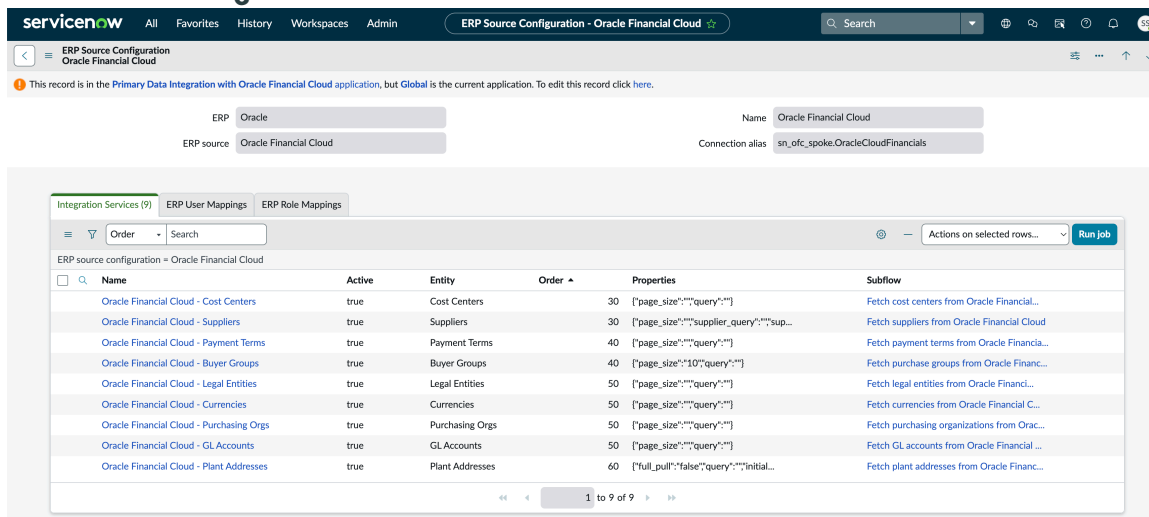 servicenow All Favorites History Workspaces Admin ERP Source Configuration - Oracle Financial Cloud ☆ Search
ERP Source Configuration
Oracle Financial Cloud
This record is in the Primary Data Integration with Oracle Financial Cloud application, but Global is the current application. To edit this record click here.
ERP Oracle Name Oracle Financial Cloud
ERP source Oracle Financial Cloud Connection alias sn_ofc_spoke.OracleCloudFinancials
Integration Services (9) ERP User Mappings ERP Role Mappings
Order Search Actions on selected rows... Run job
ERP source configuration = Oracle Financial Cloud
Name Active Entity Order ▲ Properties Subflow
Oracle Financial Cloud - Cost Centers true Cost Centers 30 {"page_size":"","query":""} Fetch cost centers from Oracle Financial...
Oracle Financial Cloud - Suppliers true Suppliers 30 {"page_size":"","supplier_query":"","sup... Fetch suppliers from Oracle Financial Cloud
Oracle Financial Cloud - Payment Terms true Payment Terms 40 {"page_size":"","query":""} Fetch payment terms from Oracle Financia...
Oracle Financial Cloud - Buyer Groups true Buyer Groups 40 {"page_size":"10","query":""} Fetch purchase groups from Oracle Financ...
Oracle Financial Cloud - Legal Entities true Legal Entities 50 {"page_size":"","query":""} Fetch legal entities from Oracle Financi...
Oracle Financial Cloud - Currencies true Currencies 50 {"page_size":"","query":""} Fetch currencies from Oracle Financial C...
Oracle Financial Cloud - Purchasing Orgs true Purchasing Orgs 50 {"page_size":"","query":""} Fetch purchasing organizations from Orac...
Oracle Financial Cloud - GL Accounts true GL Accounts 50 {"page_size":"","query":""} Fetch GL accounts from Oracle Financial ...
Oracle Financial Cloud - Plant Addresses true Plant Addresses 60 {"full_pull":"false","query":"","initial... Fetch plant addresses from Oracle Financ...
1 to 9 of 9